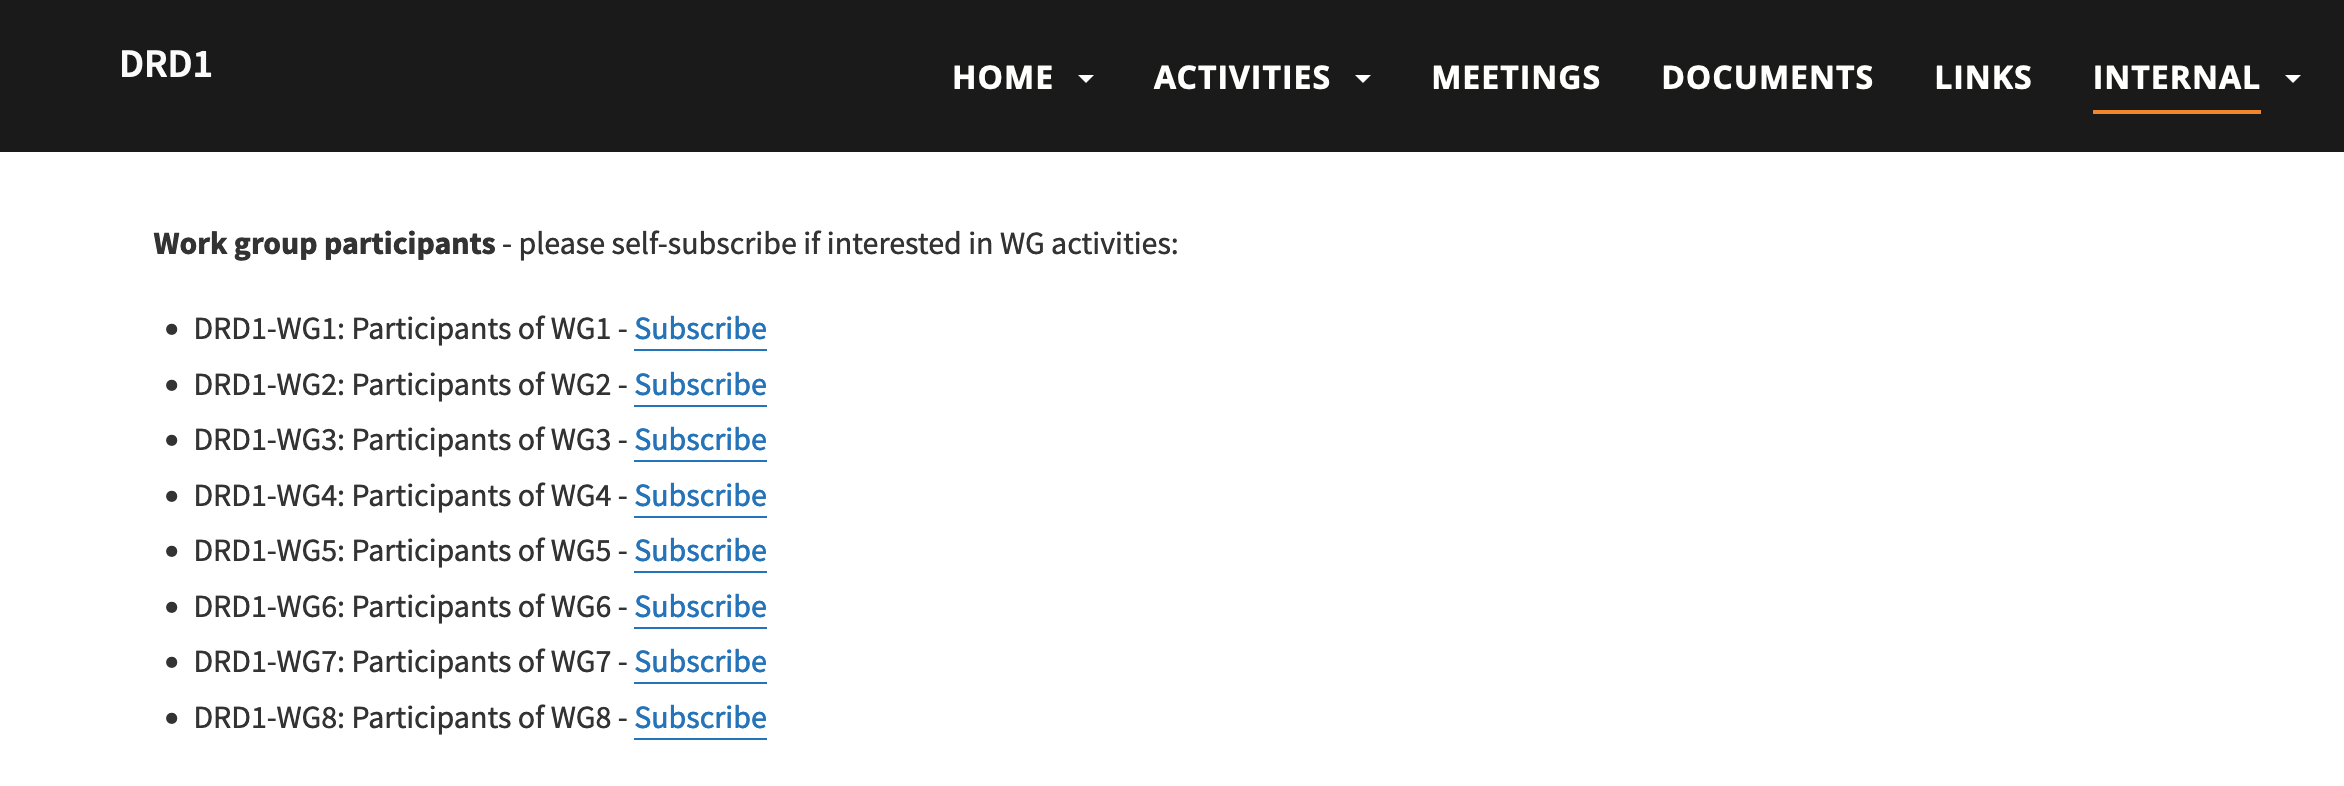 DRD1
HOME ACTIVITIES MEETINGS DOCUMENTS LINKS INTERNAL
Work group participants - please self-subscribe if interested in WG activities:
• DRD1-WG1: Participants of WG1 - Subscribe
• DRD1-WG2: Participants of WG2 - Subscribe
• DRD1-WG3: Participants of WG3 - Subscribe
• DRD1-WG4: Participants of WG4 - Subscribe
• DRD1-WG5: Participants of WG5 - Subscribe
• DRD1-WG6: Participants of WG6 - Subscribe
• DRD1-WG7: Participants of WG7 - Subscribe
• DRD1-WG8: Participants of WG8 - Subscribe